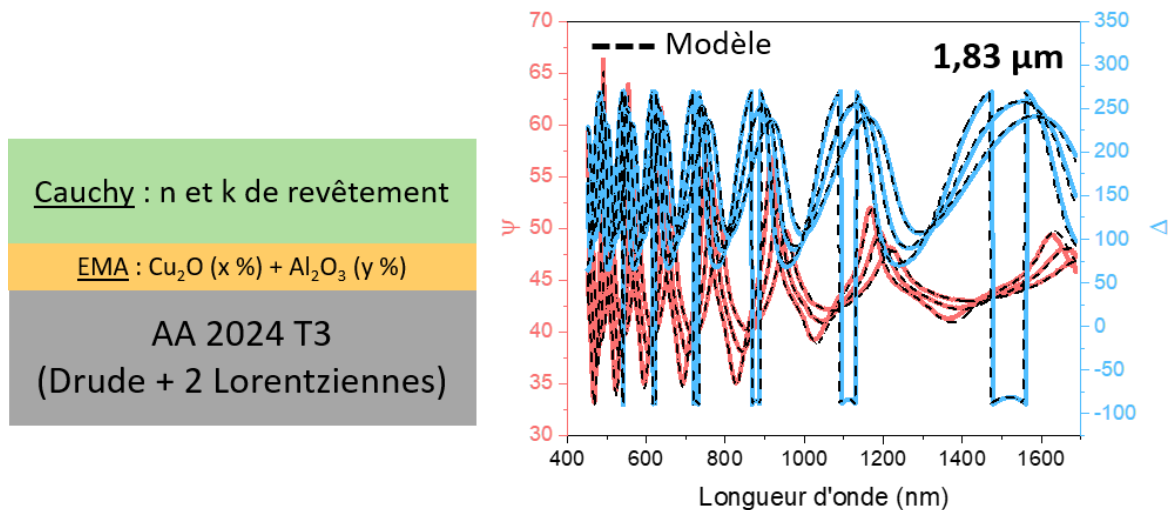 Cauchy : n et k de revêtement
EMA : Cu₂O (x %) + Al₂O₃ (y %)
AA 2024 T3
(Drude + 2 Lorentziennes)
Modèle
1,83 µm
70
65
60
55
50
45
40
35
30
Ψ
350
300
250
200
150
100
50
0
-50
-100
Δ
400
600
800
1000
1200
1400
1600
Longueur d'onde (nm)